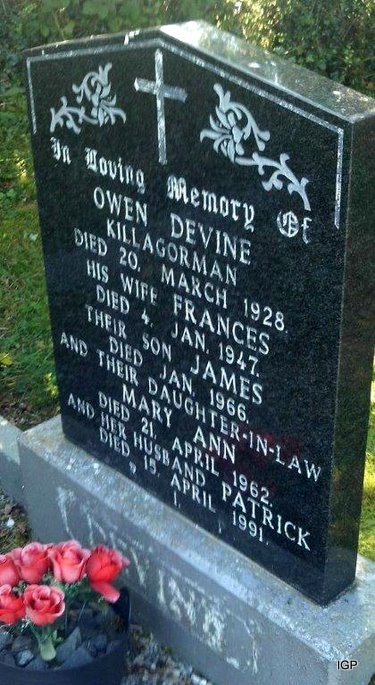 In Loving Memory Of
OWEN DEVINE
KILLAGORMAN
DIED 20. MARCH 1928.
HIS WIFE FRANCES
DIED 4. JAN. 1947.
THEIR SON JAMES
DIED JAN. 1966.
AND THEIR DAUGHTER-IN-LAW
MARY ANN
DIED 21. APRIL 1962.
AND HER HUSBAND PATRICK
DIED 15. APRIL 1991.
DEVINE
IGP